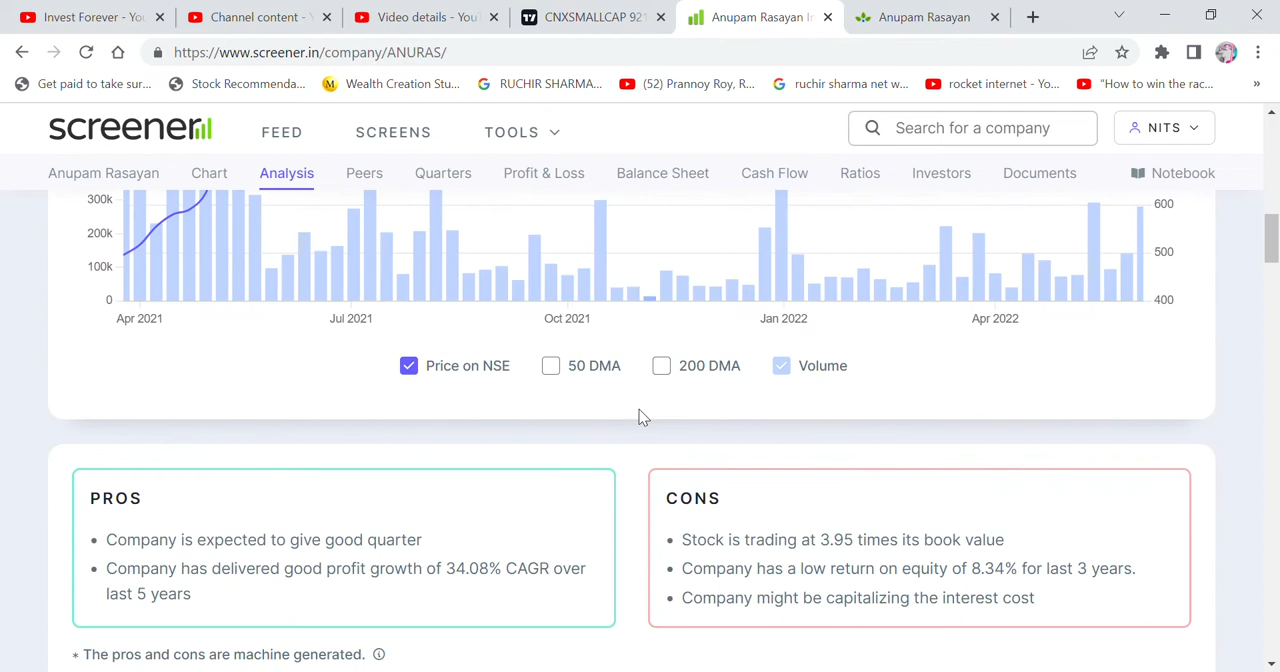 Invest Forever - You
Channel content - Y
Video details - YouT
CNXSMALLCAP 921
Anupam Rasayan In
Anupam Rasayan
https://www.screener.in/company/ANURAS/
Get paid to take sur...
Stock Recommenda...
Wealth Creation Stu...
RUCHIR SHARMA...
(52) Prannoy Roy, R...
ruchir sharma net w...
rocket internet - Yo...
"How to win the rac...
»
screener
FEED
SCREENS
TOOLS
Search for a company
NITS
Anupam Rasayan
Chart
Analysis
Peers
Quarters
Profit & Loss
Balance Sheet
Cash Flow
Ratios
Investors
Documents
Notebook
300k
200k
100k
0
600
500
400
Apr 2021
Jul 2021
Oct 2021
Jan 2022
Apr 2022
Price on NSE
50 DMA
200 DMA
Volume
PROS
• Company is expected to give good quarter
• Company has delivered good profit growth of 34.08% CAGR over
last 5 years
CONS
• Stock is trading at 3.95 times its book value
• Company has a low return on equity of 8.34% for last 3 years.
• Company might be capitalizing the interest cost
* The pros and cons are machine generated.